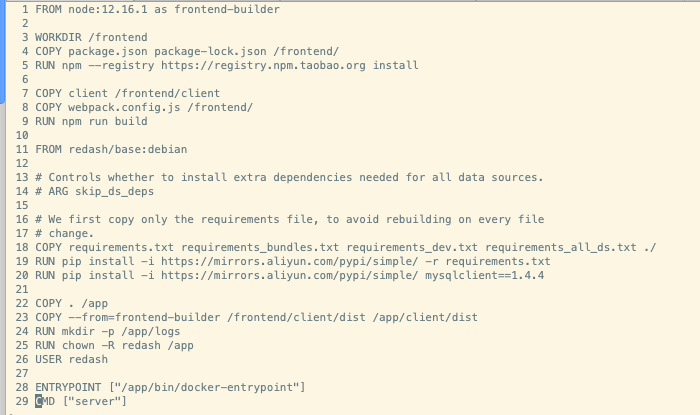 1 FROM node:12.16.1 as frontend-builder
2
3 WORKDIR /frontend
4 COPY package.json package-lock.json /frontend/
5 RUN npm --registry https://registry.npm.taobao.org install
6
7 COPY client /frontend/client
8 COPY webpack.config.js /frontend/
9 RUN npm run build
10
11 FROM redash/base:debian
12
13 # Controls whether to install extra dependencies needed for all data sources.
14 # ARG skip_ds_deps
15
16 # We first copy only the requirements file, to avoid rebuilding on every file
17 # change.
18 COPY requirements.txt requirements_bundles.txt requirements_dev.txt requirements_all_ds.txt ./
19 RUN pip install -i https://mirrors.aliyun.com/pypi/simple/ -r requirements.txt
20 RUN pip install -i https://mirrors.aliyun.com/pypi/simple/ mysqlclient==1.4.4
21
22 COPY . /app
23 COPY --from=frontend-builder /frontend/client/dist /app/client/dist
24 RUN mkdir -p /app/logs
25 RUN chown -R redash /app
26 USER redash
27
28 ENTRYPOINT ["/app/bin/docker-entrypoint"]
29 CMD ["server"]